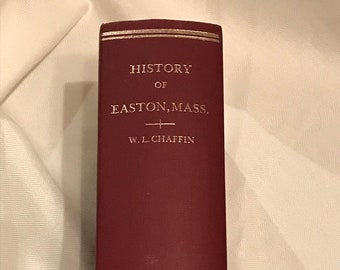 HISTORY
OF
EASTON, MASS.
W. L. CHAFFIN